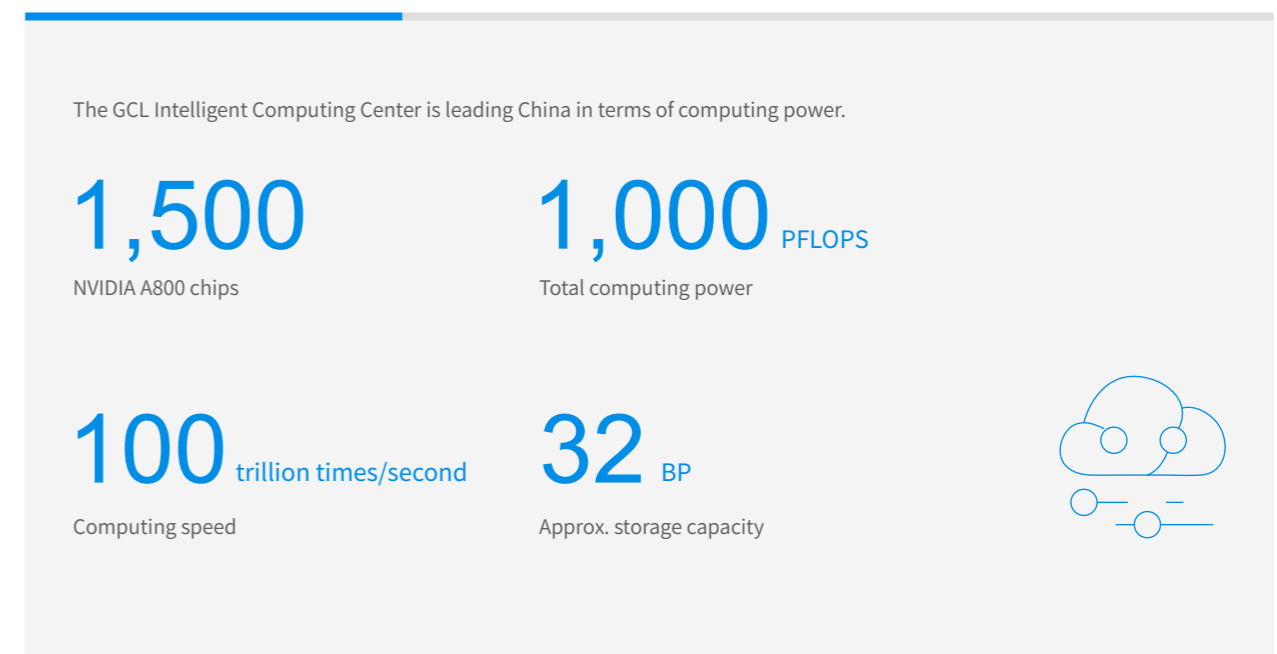 The GCL Intelligent Computing Center is leading China in terms of computing power.
1,500
NVIDIA A800 chips
1,000 PFLOPS
Total computing power
100 trillion times/second
Computing speed
32 BP
Approx. storage capacity